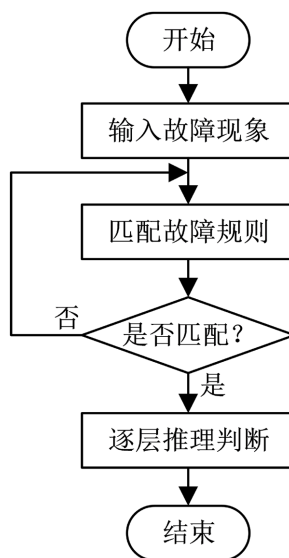 开始
输入故障现象
匹配故障规则
是否匹配?
否
是
逐层推理判断
结束